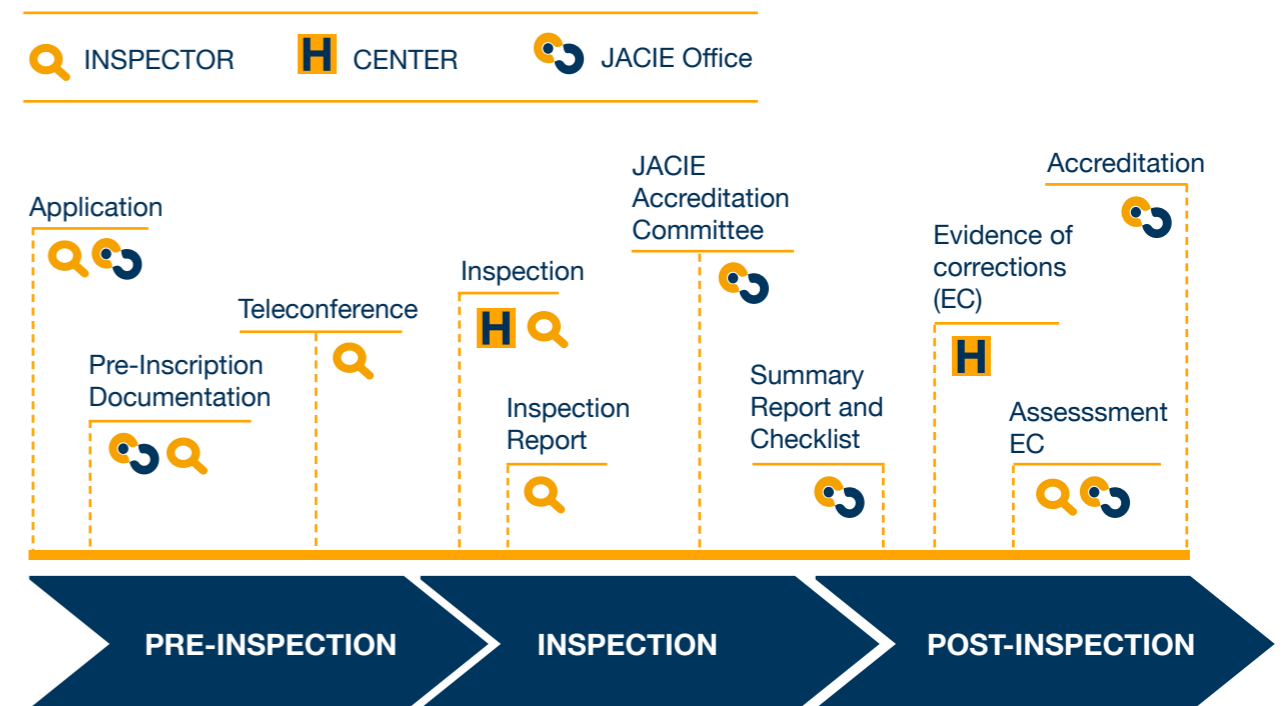 INSPECTOR
H CENTER
JACIE Office
Application
Pre-Inscription
Documentation
Teleconference
Inspection
H
Inspection
Report
JACIE
Accreditation
Committee
Summary
Report and
Checklist
Evidence of
corrections
(EC)
H
Assesssment
EC
Accreditation
PRE-INSPECTION
INSPECTION
POST-INSPECTION